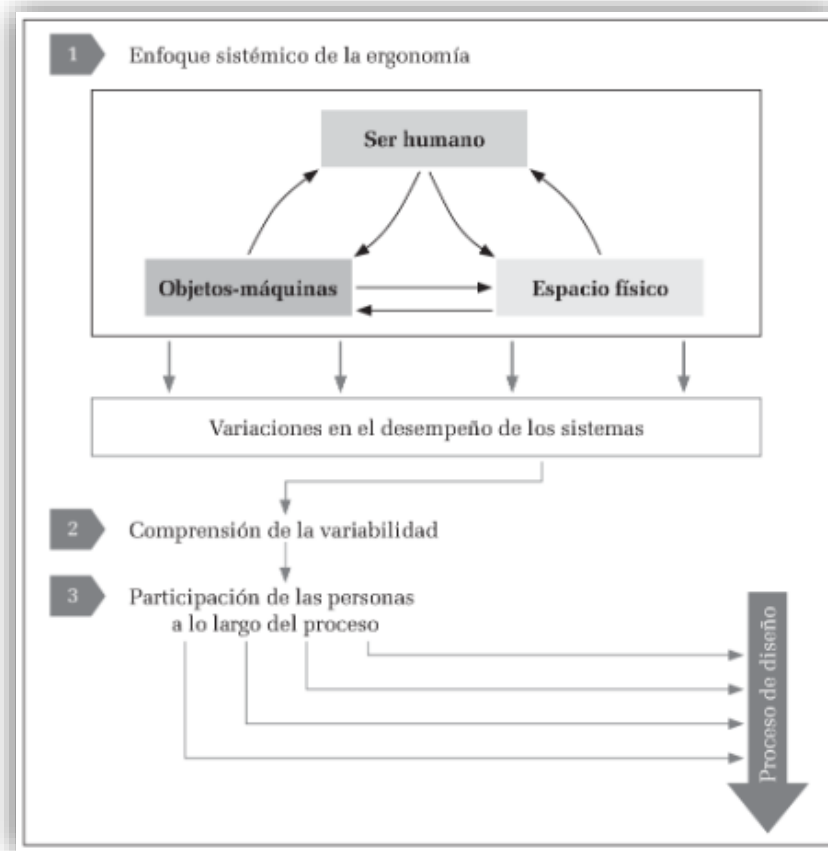 1 Enfoque sistémico de la ergonomía
Ser humano
Objetos-máquinas
Espacio físico
Variaciones en el desempeño de los sistemas
2 Comprensión de la variabilidad
3 Participación de las personas
a lo largo del proceso
Proceso de diseño